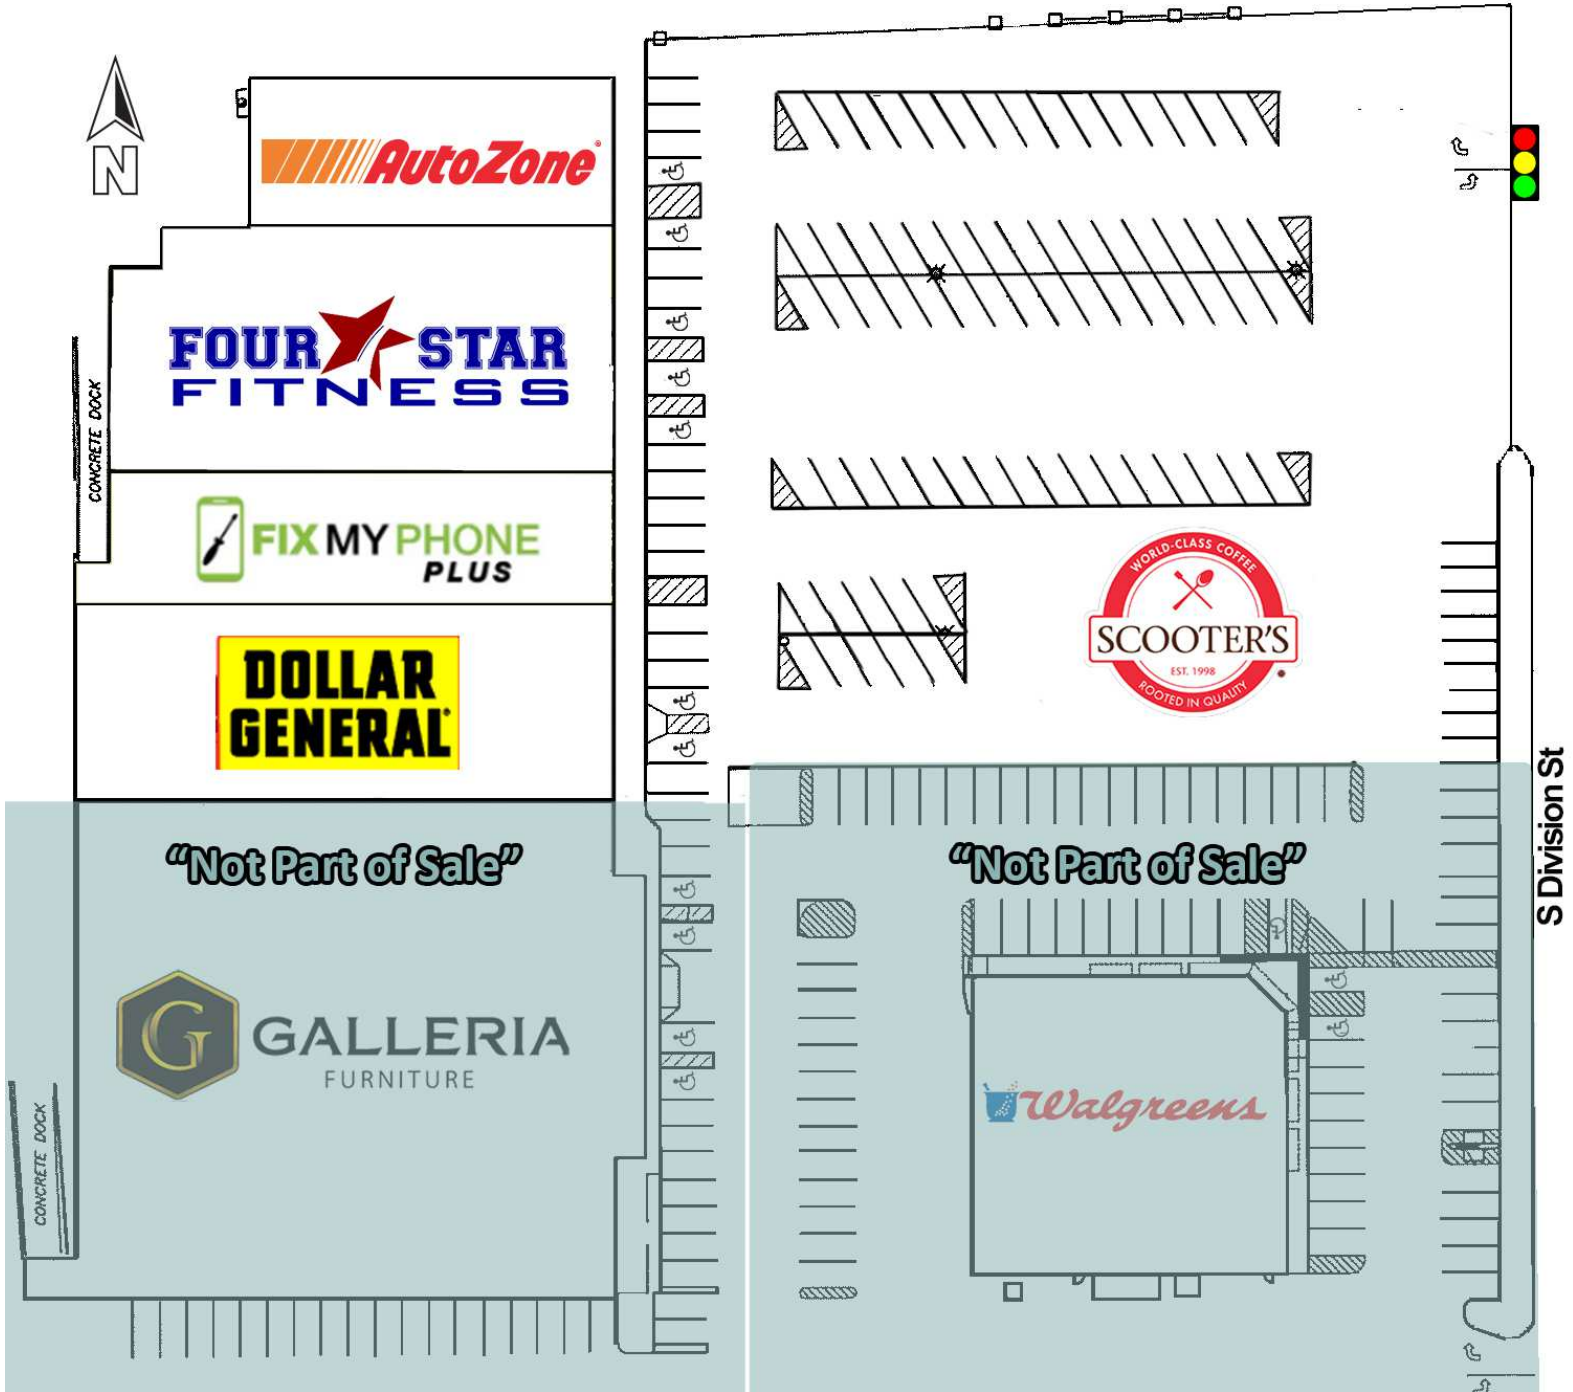 N
AutoZone®
FOUR STAR
FITNESS
CONCRETE DOCK
FIX MY PHONE
PLUS
WORLD-CLASS COFFEE
SCOOTER'S
EST. 1998
ROOTED IN QUALITY
DOLLAR
GENERAL
S Division St
“Not Part of Sale”
“Not Part of Sale”
G GALLERIA
FURNITURE
Walgreens
CONCRETE DOCK